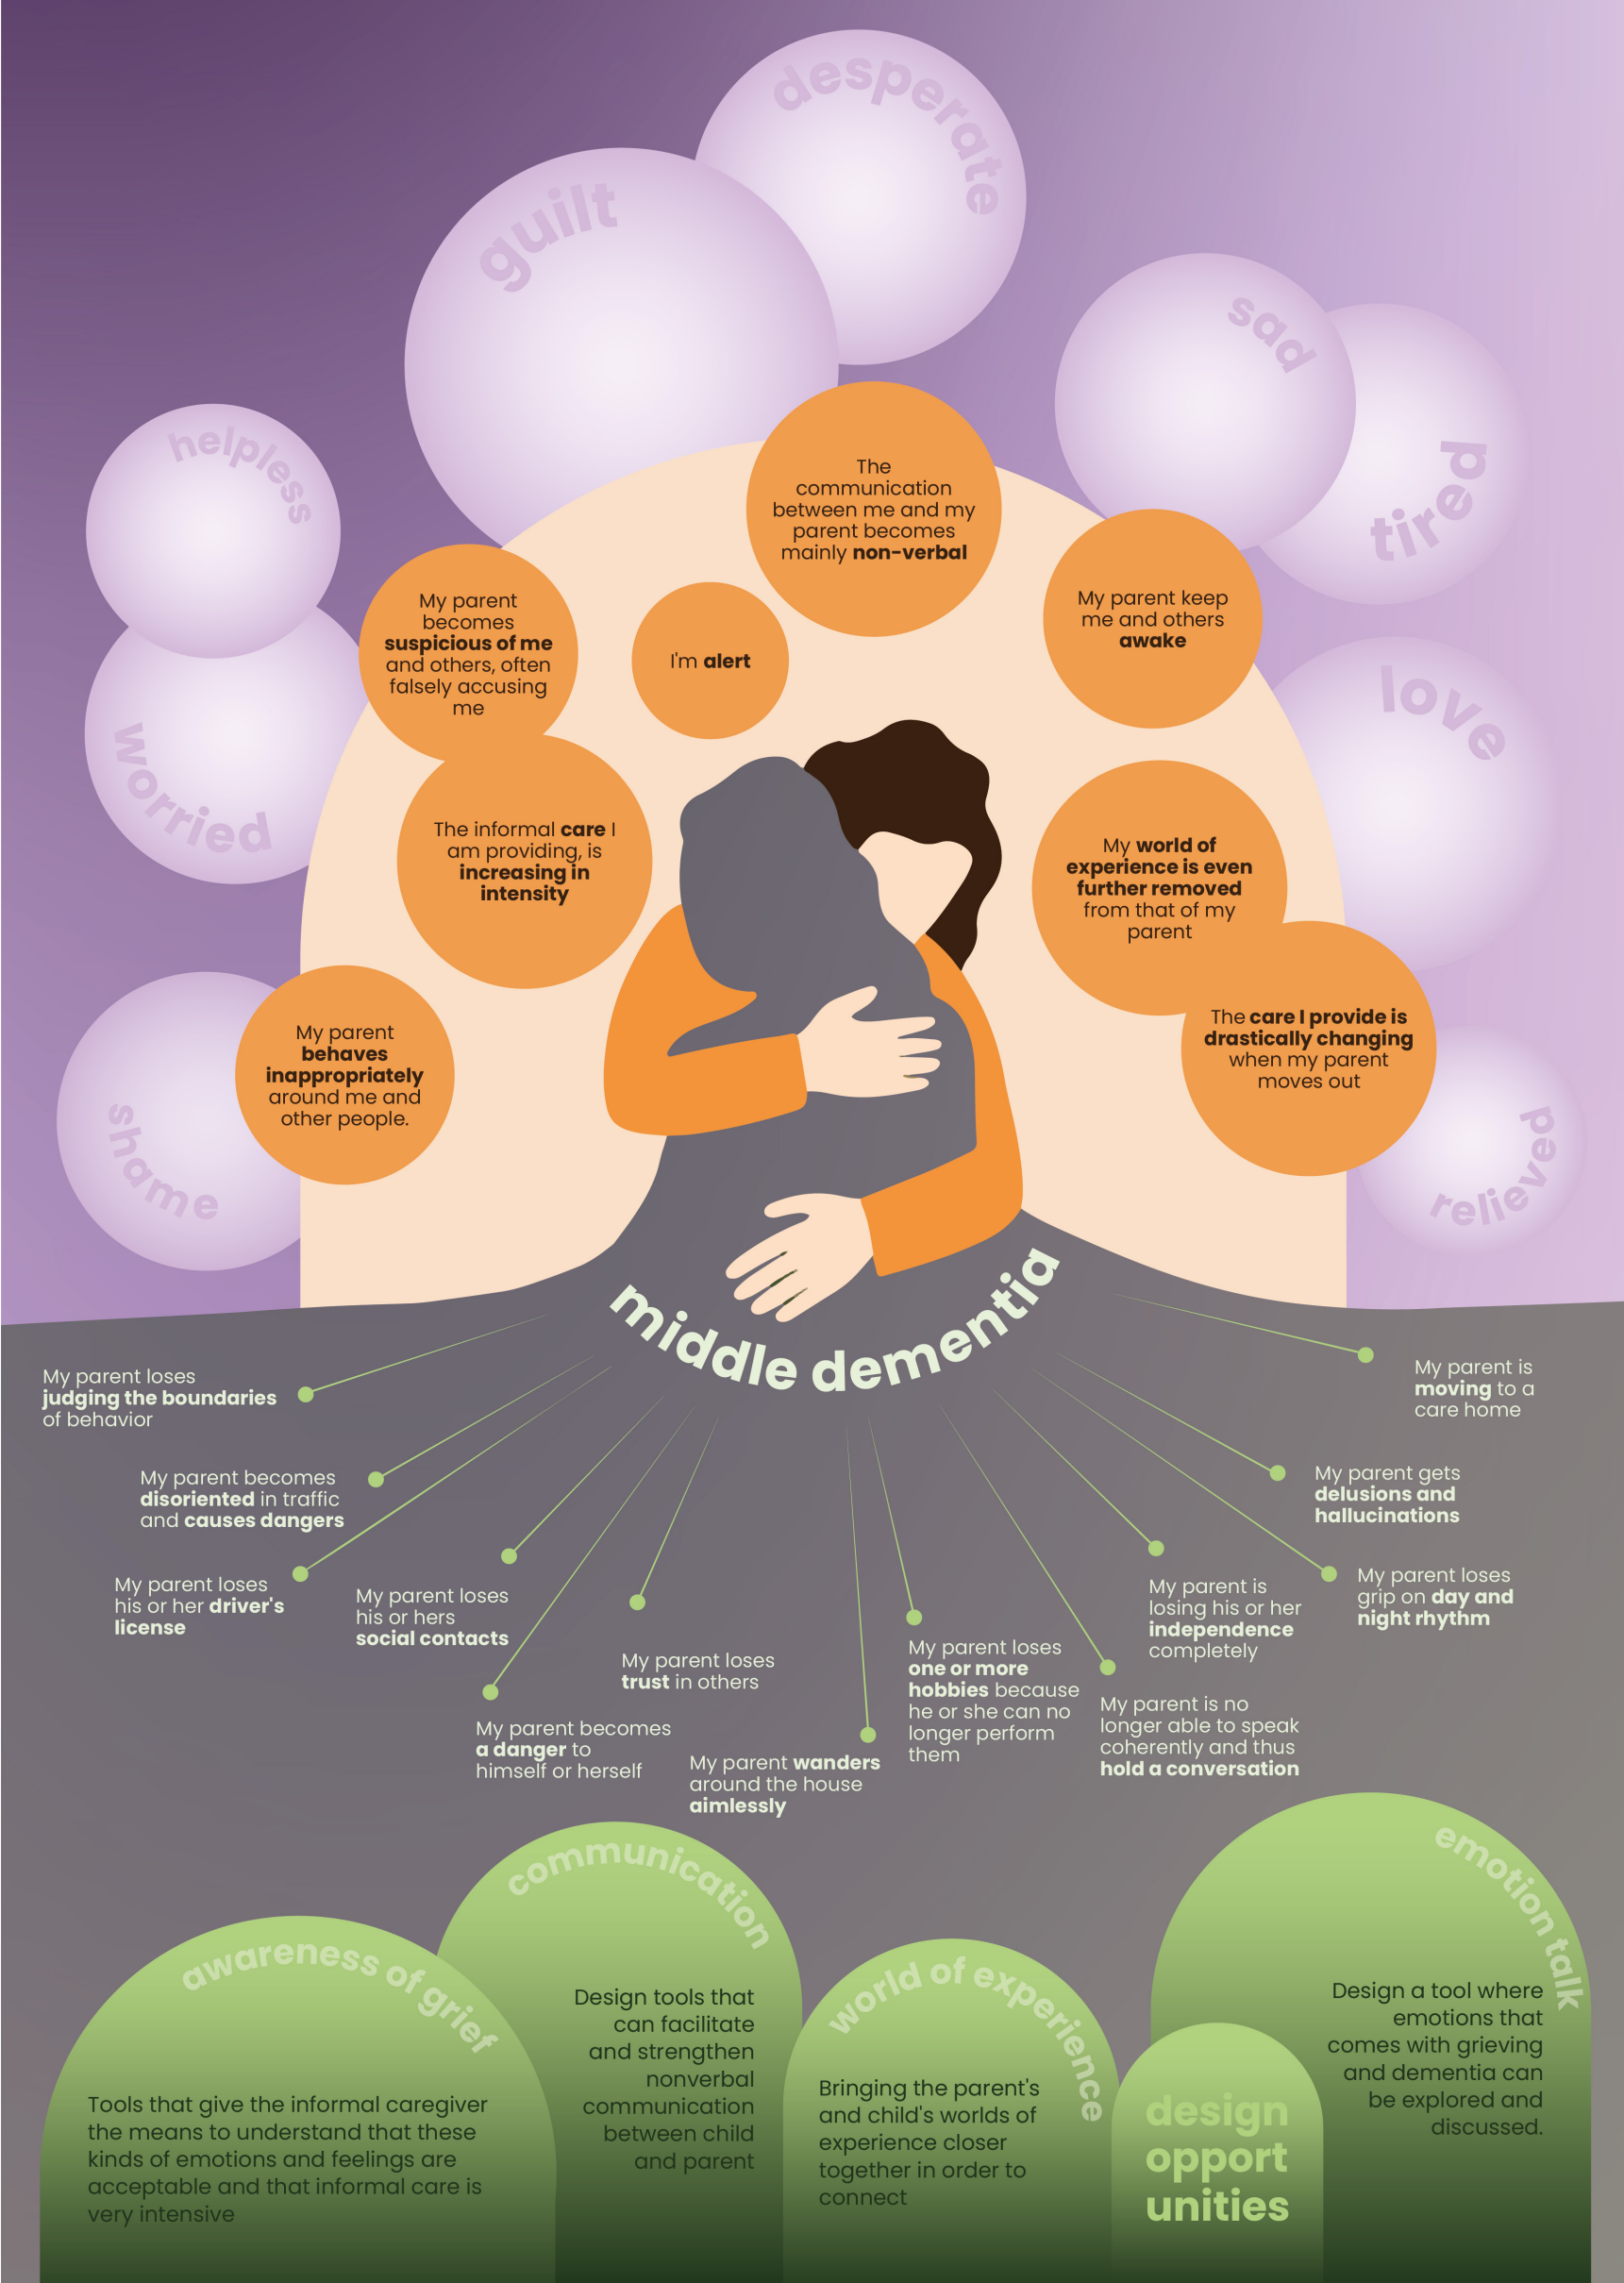 desperate
guilt
sad
tired
helpless
worried
love
shame
relieved
The
communication
between me and my
parent becomes
mainly non-verbal
My parent
becomes
suspicious of me
and others, often
falsely accusing
me
I'm alert
My parent keep
me and others
awake
The informal care I
am providing, is
increasing in
intensity
My world of
experience is even
further removed
from that of my
parent
My parent
behaves
inappropriately
around me and
other people.
The care I provide is
drastically changing
when my parent
moves out
middle dementia
My parent loses
judging the boundaries
of behavior
My parent becomes
disoriented in traffic
and causes dangers
My parent loses
his or her driver's
license
My parent loses
his or hers
social contacts
My parent becomes
a danger to
himself or herself
My parent loses
trust in others
My parent wanders
around the house
aimlessly
My parent loses
one or more
hobbies because
he or she can no
longer perform
them
My parent is no
longer able to speak
coherently and thus
hold a conversation
My parent is
losing his or her
independence
completely
My parent loses
grip on day and
night rhythm
My parent gets
delusions and
hallucinations
My parent is
moving to a
care home
awareness of grief
Tools that give the informal caregiver
the means to understand that these
kinds of emotions and feelings are
acceptable and that informal care is
very intensive
communication
Design tools that
can facilitate
and strengthen
nonverbal
communication
between child
and parent
world of experience
Bringing the parent's
and child's worlds of
experience closer
together in order to
connect
design
opport
unities
emotion talk
Design a tool where
emotions that
comes with grieving
and dementia can
be explored and
discussed.